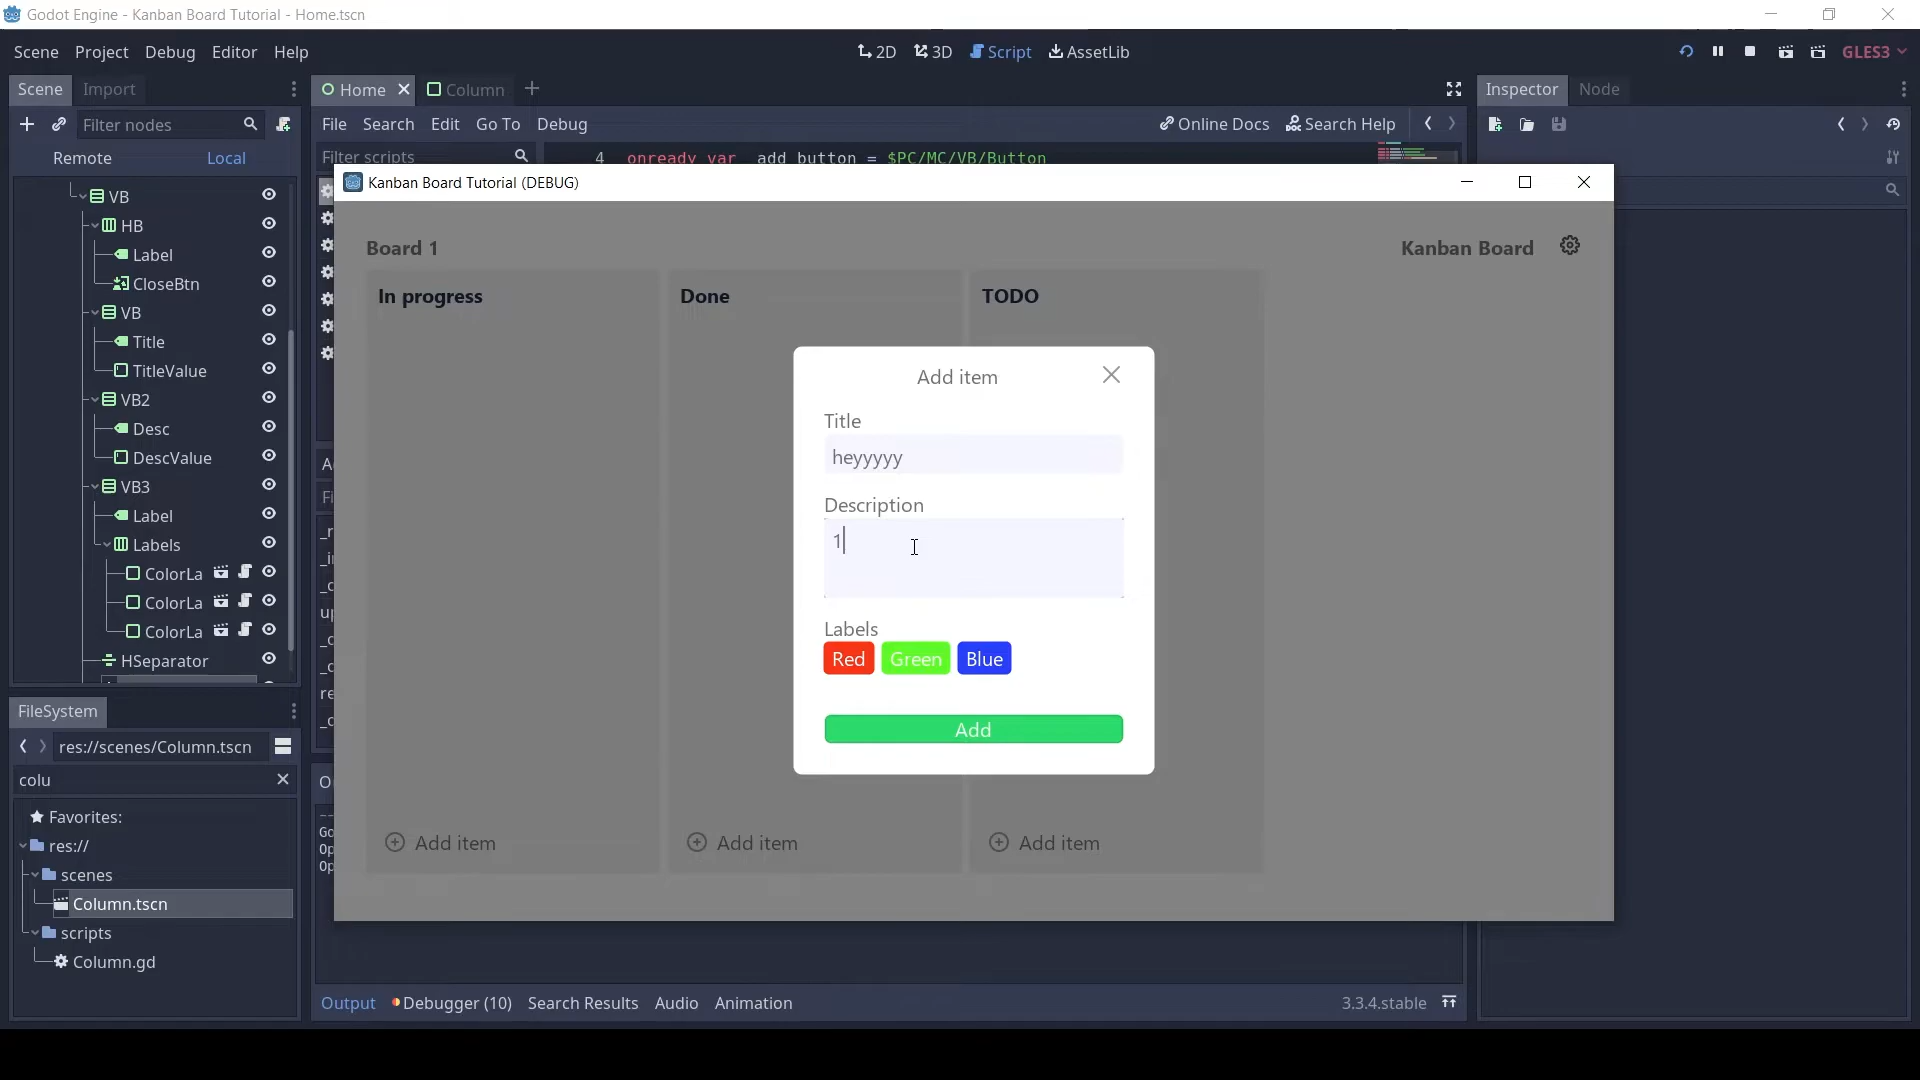 Godot Engine - Kanban Board Tutorial - Home.tscn
Scene Project Debug Editor Help
2D 3D Script AssetLib
GLES3
Scene Import
Home Column
Inspector Node
Filter nodes
File Search Edit Go To Debug
Online Docs Search Help
Remote Local
Filter scripts
4 onready var _add_button = $PC/MC/VB/Button
VB
HB
Label
CloseBtn
VB
Title
TitleValue
VB2
Desc
DescValue
VB3
Label
Labels
ColorLa
ColorLa
ColorLa
HSeparator
Kanban Board Tutorial (DEBUG)
Board 1
Kanban Board
In progress
Done
TODO
Add item
Title
heyyyyy
Description
1
Labels
Red Green Blue
Add
Add item
Add item
Add item
FileSystem
res://scenes/Column.tscn
colu
Favorites:
res://
scenes
Column.tscn
scripts
Column.gd
Go
Op
Op
Output Debugger (10) Search Results Audio Animation
3.3.4.stable